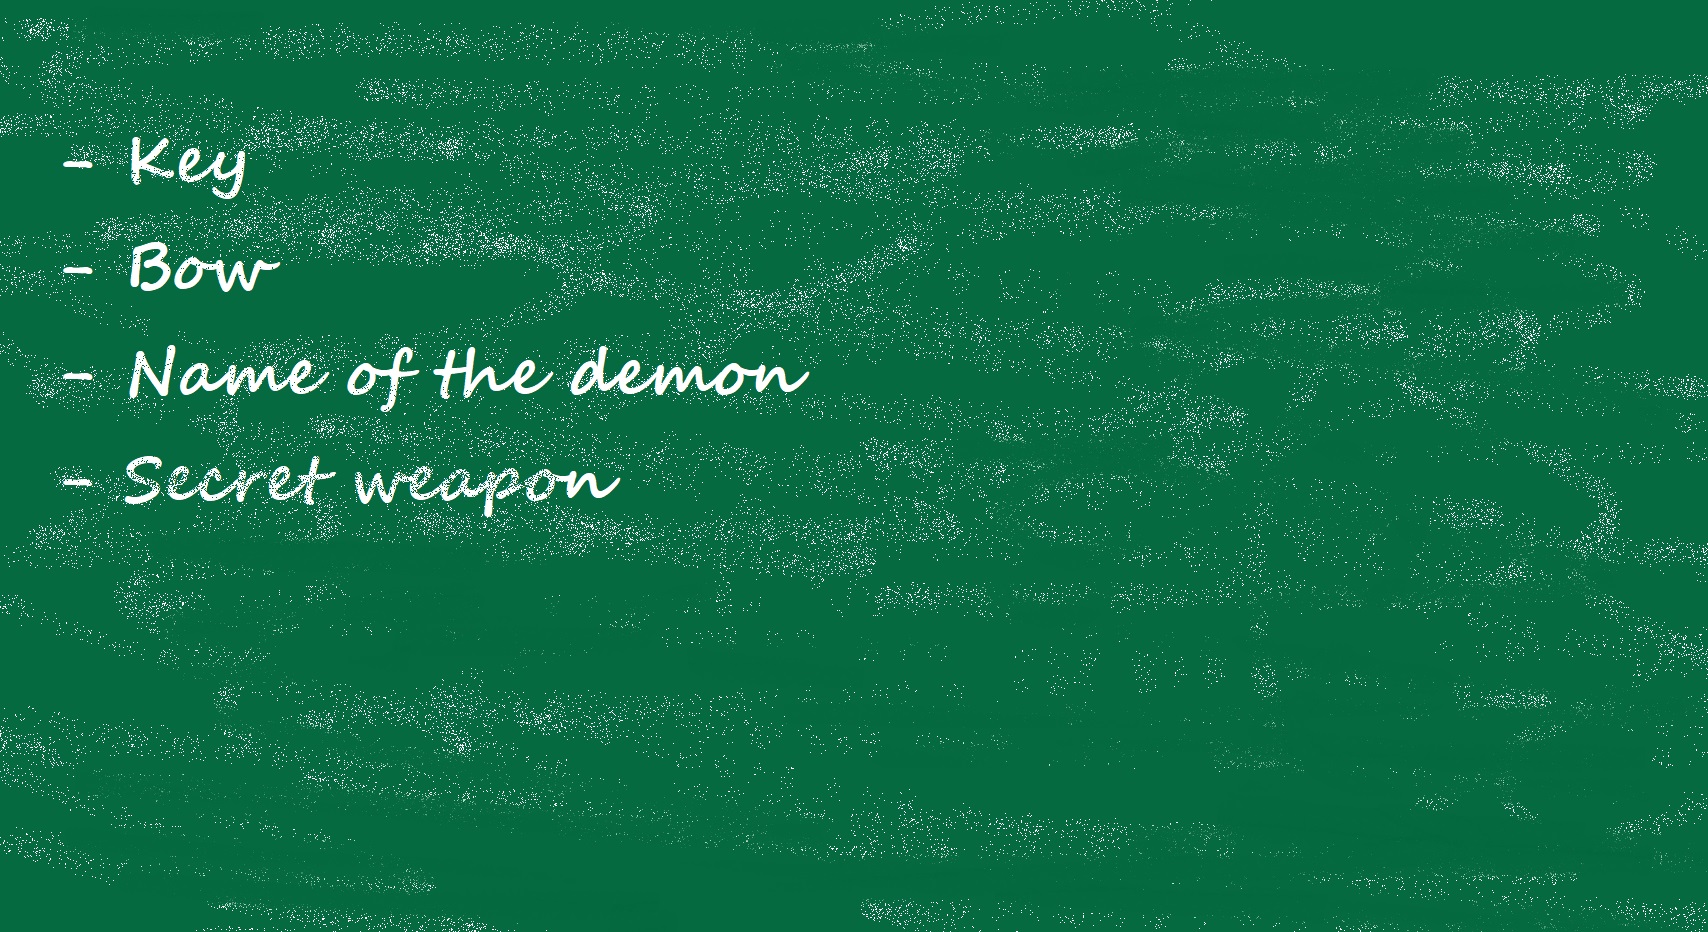 - Key
- Bow
- Name of the demon
- Secret weapon